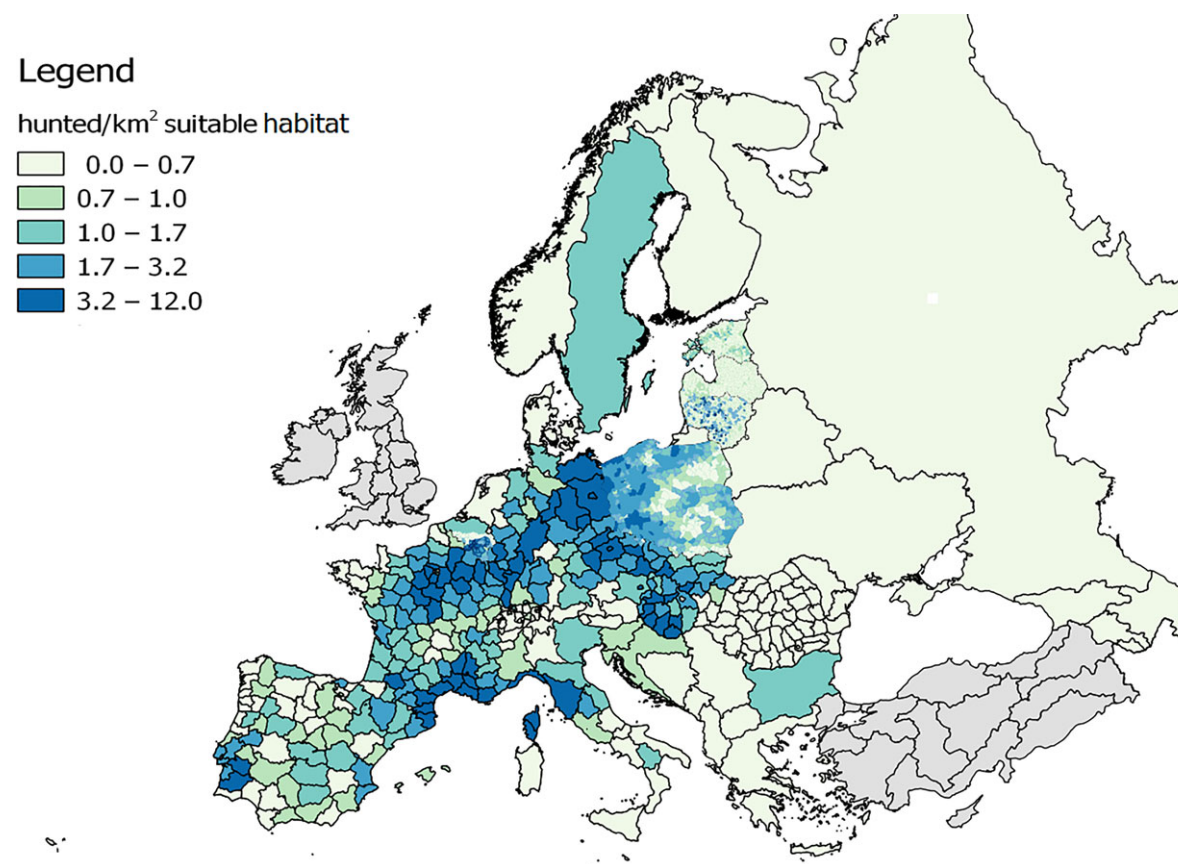 Legend
hunted/km² suitable habitat
0.0 – 0.7
0.7 – 1.0
1.0 – 1.7
1.7 – 3.2
3.2 – 12.0